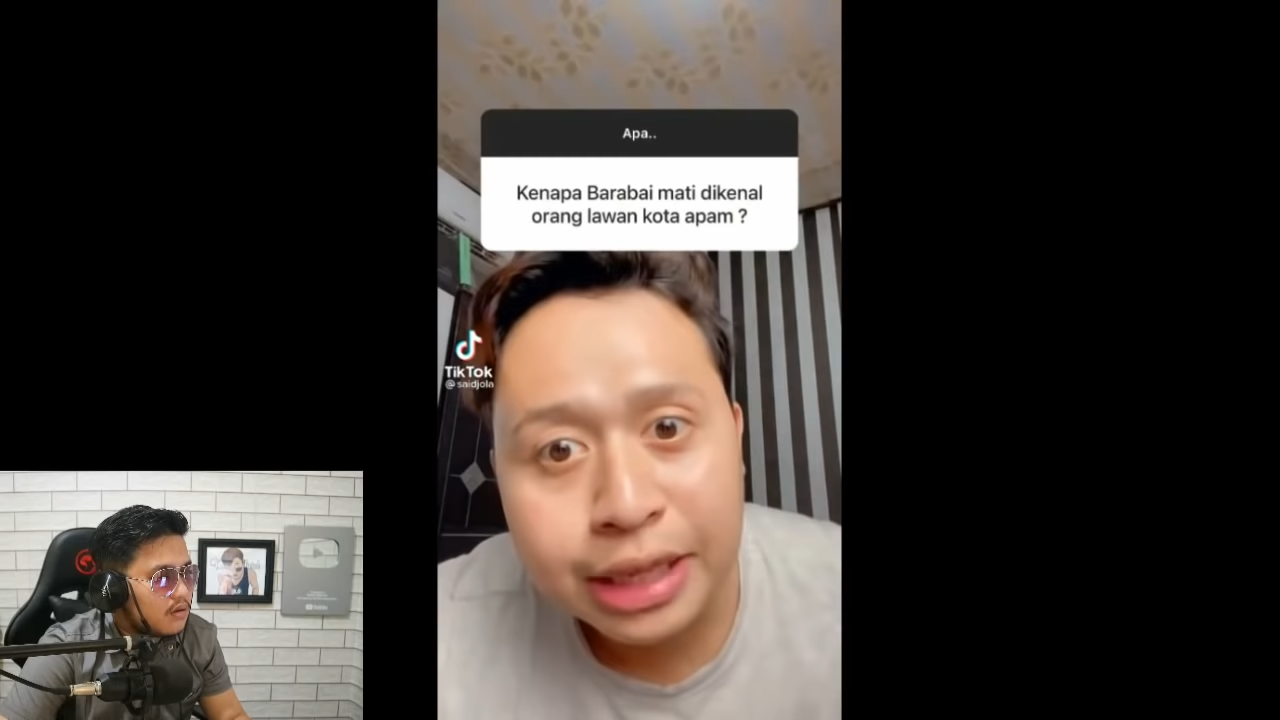 Apa..
Kenapa Barabai mati dikenal
orang lawan kota apam ?
TikTok
@saidjola